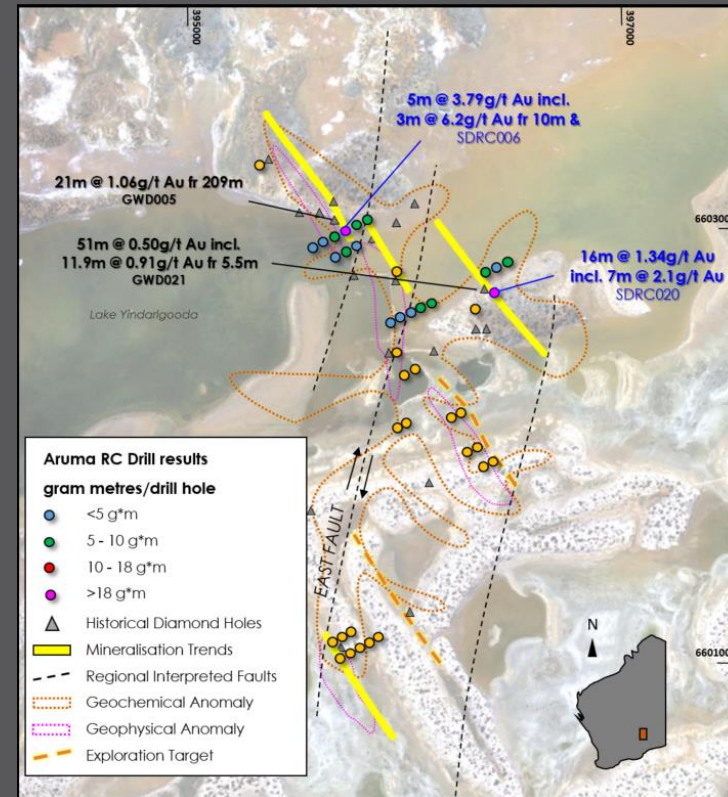 395000
397000
5m @ 3.79g/t Au incl.
3m @ 6.2g/t Au fr 10m &
SDRC006
21m @ 1.06g/t Au fr 209m
GWD005
660300
51m @ 0.50g/t Au incl.
11.9m @ 0.91g/t Au fr 5.5m
GWD021
16m @ 1.34g/t Au
incl. 7m @ 2.1g/t Au
SDRC020
Lake Yindarlgooda
EAST FAULT
Aruma RC Drill results
gram metres/drill hole
<5 g*m
5 - 10 g*m
10 - 18 g*m
>18 g*m
Historical Diamond Holes
Mineralisation Trends
Regional Interpreted Faults
Geochemical Anomaly
Geophysical Anomaly
Exploration Target
N
660100